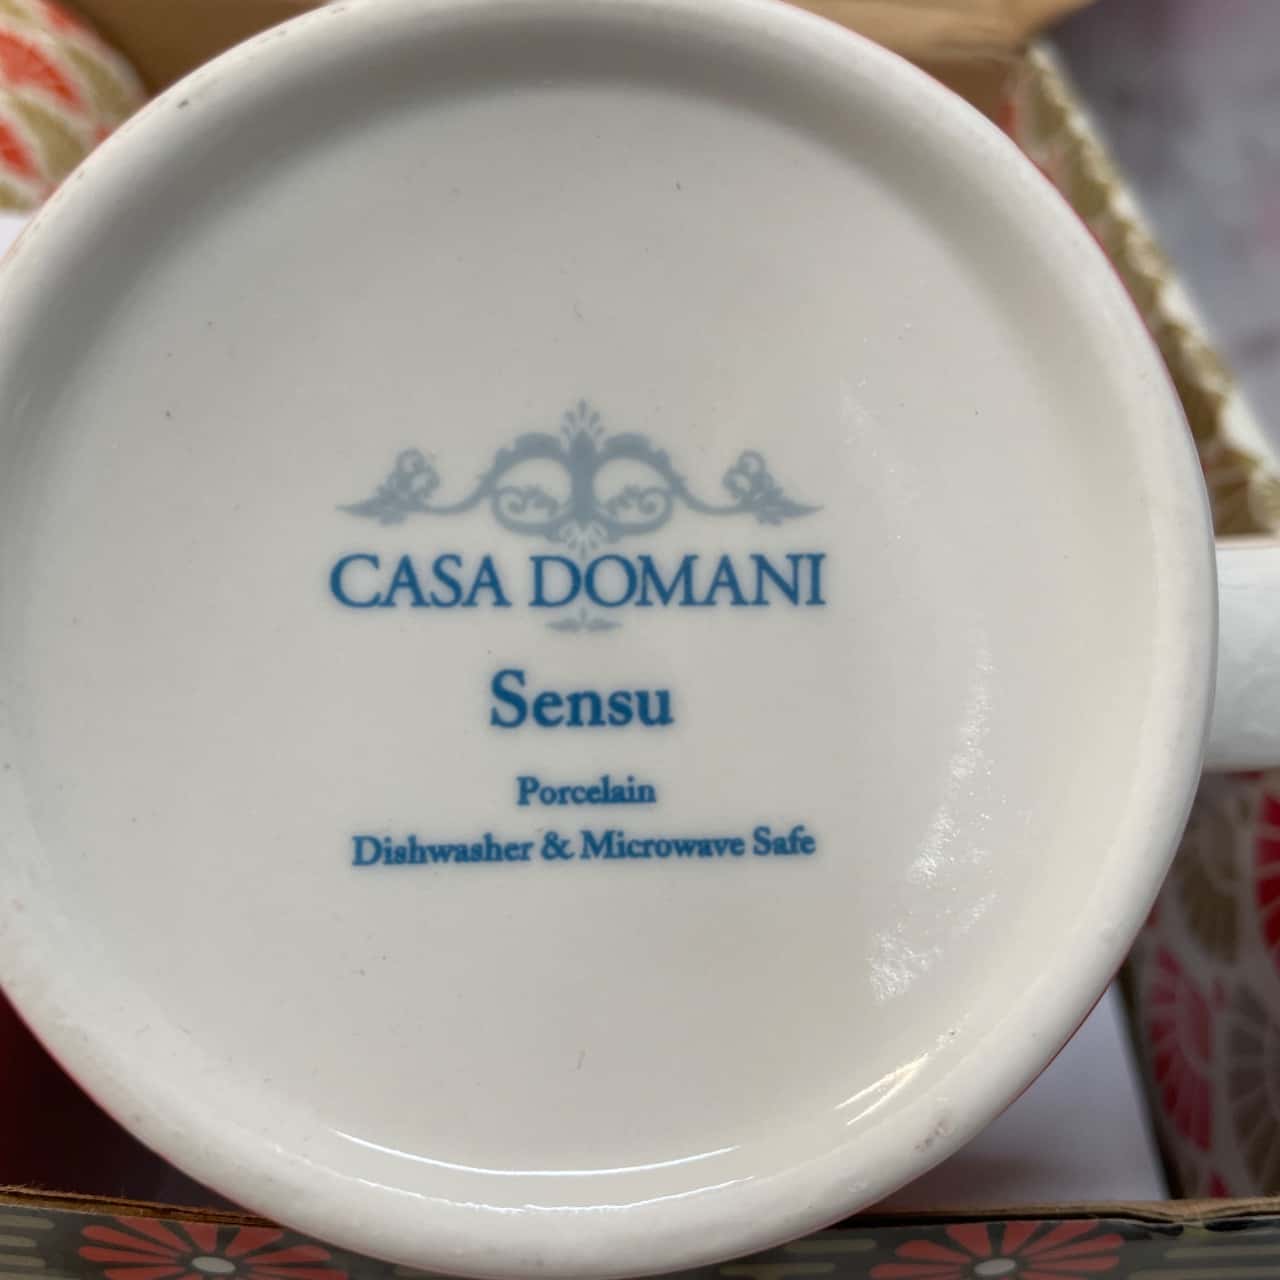 CASA DOMANI
Sensu
Porcelain
Dishwasher & Microwave Safe